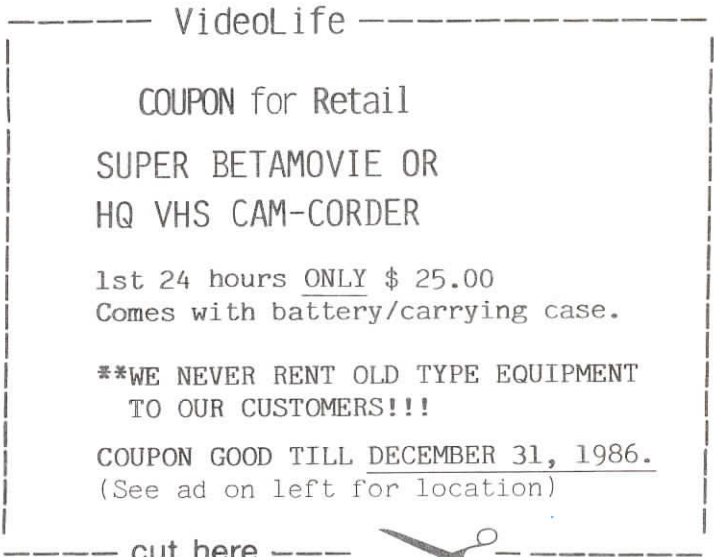 VideoLife
COUPON for Retail
SUPER BETAMOVIE OR
HQ VHS CAM-CORDER
1st 24 hours ONLY $ 25.00
Comes with battery/carrying case.
**WE NEVER RENT OLD TYPE EQUIPMENT
TO OUR CUSTOMERS!!!
COUPON GOOD TILL DECEMBER 31, 1986.
(See ad on left for location)
cut here